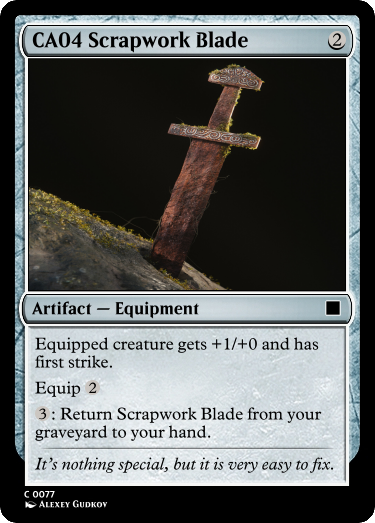 CA04 Scrapwork Blade 2
Artifact — Equipment
Equipped creature gets +1/+0 and has
first strike.
Equip 2
3: Return Scrapwork Blade from your
graveyard to your hand.
It's nothing special, but it is very easy to fix.
C 0077
Alexey Gudkov